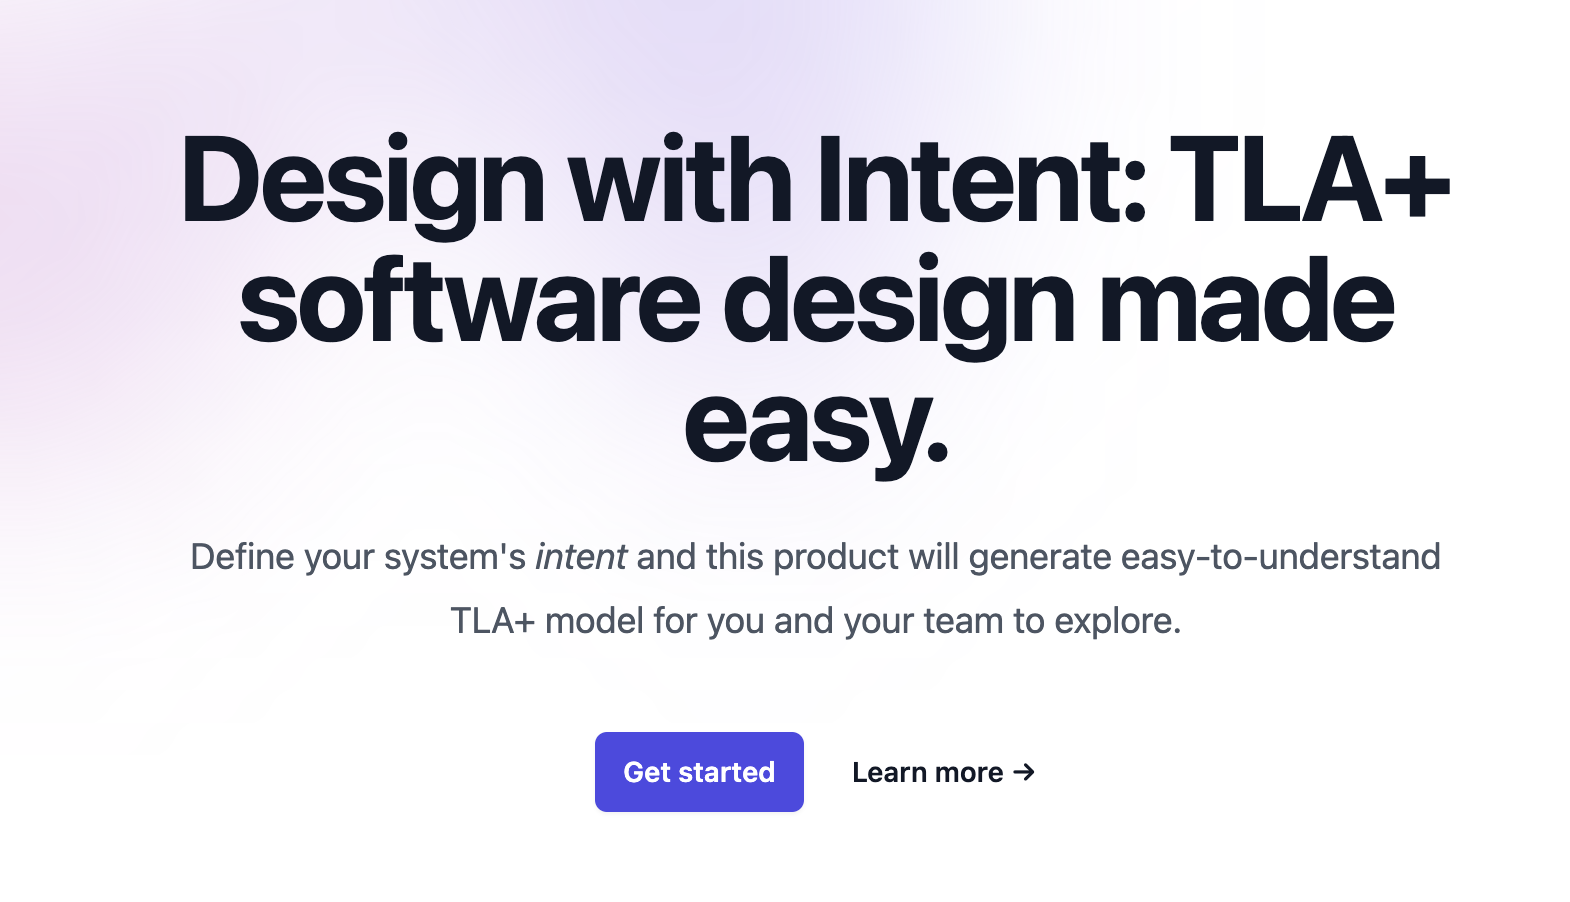 Design with Intent: TLA+
software design made
easy.
Define your system's intent and this product will generate easy-to-understand
TLA+ model for you and your team to explore.
Get started
Learn more →